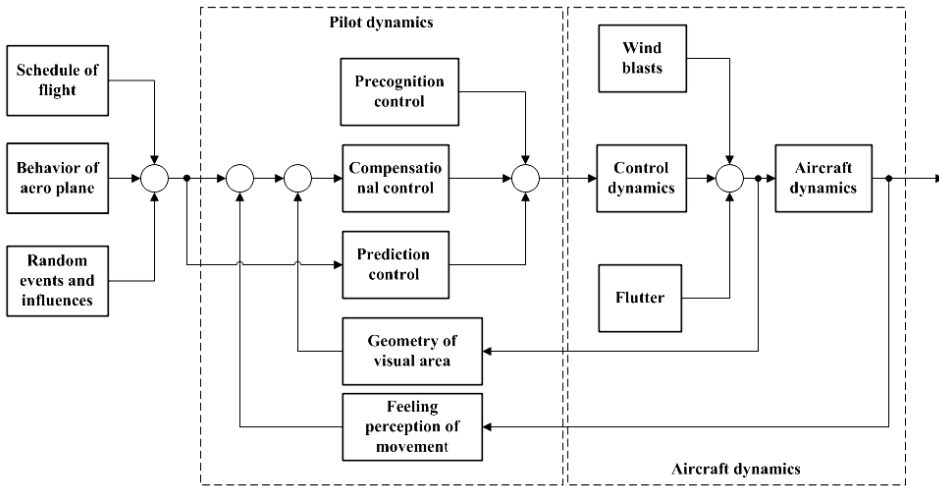 Pilot dynamics
Schedule of
flight
Behavior of
aero plane
Random
events and
influences
Precognition
control
Compensatio
nal control
Prediction
control
Geometry of
visual area
Feeling
perception of
movement
Wind
blasts
Control
dynamics
Flutter
Aircraft
dynamics
Aircraft dynamics